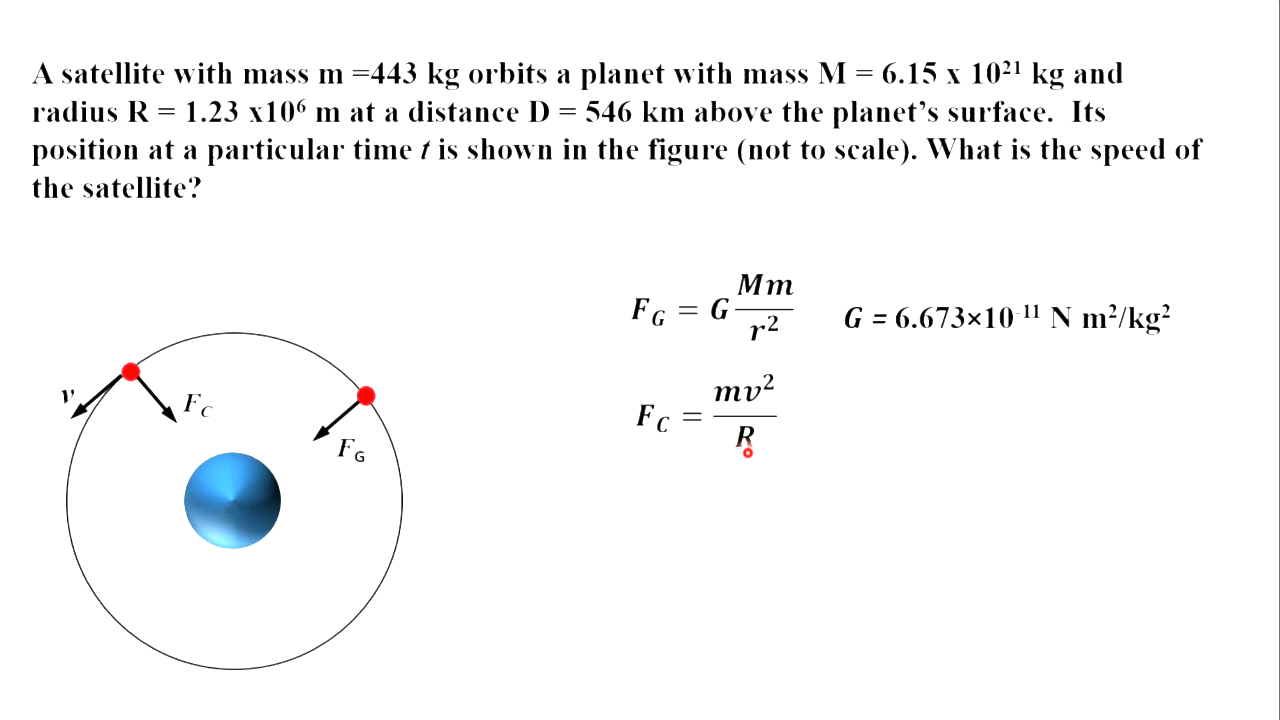 A satellite with mass m =443 kg orbits a planet with mass M = 6.15 x 10²¹ kg and
radius R = 1.23 x10⁶ m at a distance D = 546 km above the planet’s surface.  Its
position at a particular time t is shown in the figure (not to scale). What is the speed of
the satellite?
F_G = G Mm/r²
G = 6.673×10⁻¹¹ N m²/kg²
F_C = mv²/R
v
F_C
F_G